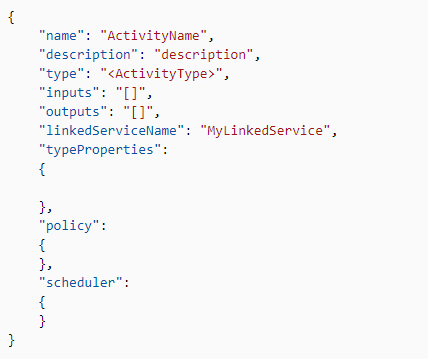 {
    "name": "ActivityName",
    "description": "description",
    "type": "<ActivityType>",
    "inputs": "[]",
    "outputs": "[]",
    "linkedServiceName": "MyLinkedService",
    "typeProperties":
    {

    },
    "policy":
    {
    },
    "scheduler":
    {
    }
}